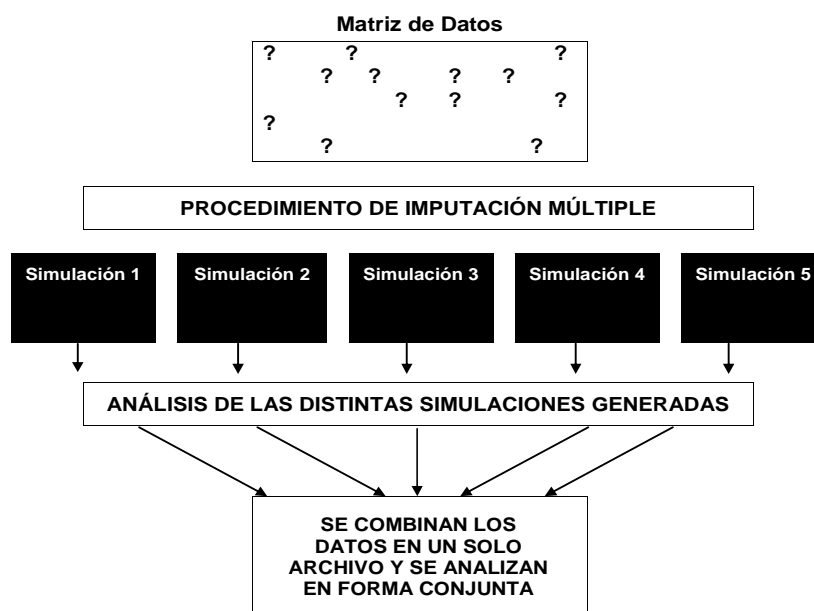 Matriz de Datos
? ? ?
? ? ? ?
? ? ?
?
? ?
PROCEDIMIENTO DE IMPUTACIÓN MÚLTIPLE
Simulación 1 Simulación 2 Simulación 3 Simulación 4 Simulación 5
ANÁLISIS DE LAS DISTINTAS SIMULACIONES GENERADAS
SE COMBINAN LOS
DATOS EN UN SOLO
ARCHIVO Y SE ANALIZAN
EN FORMA CONJUNTA